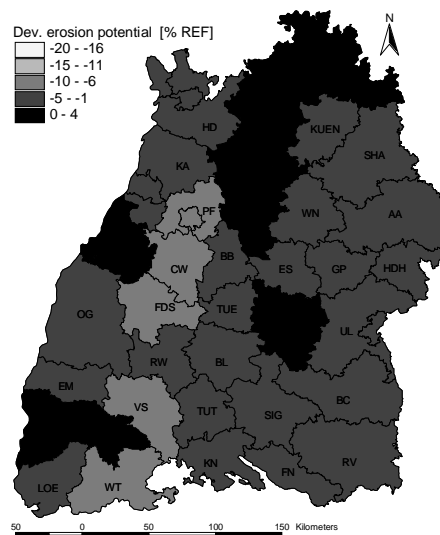 Dev. erosion potential [% REF]
-20 - -16
-15 - -11
-10 - -6
-5 - -1
0 - 4
N
HD
KUEN
SHA
KA
PF
WN
AA
CW
BB
ES
GP
HDH
FDS
TUE
OG
UL
RW
BL
EM
VS
BC
TUT
SIG
KN
RV
FN
LOE
WT
50 0 50 100 150 Kilometers